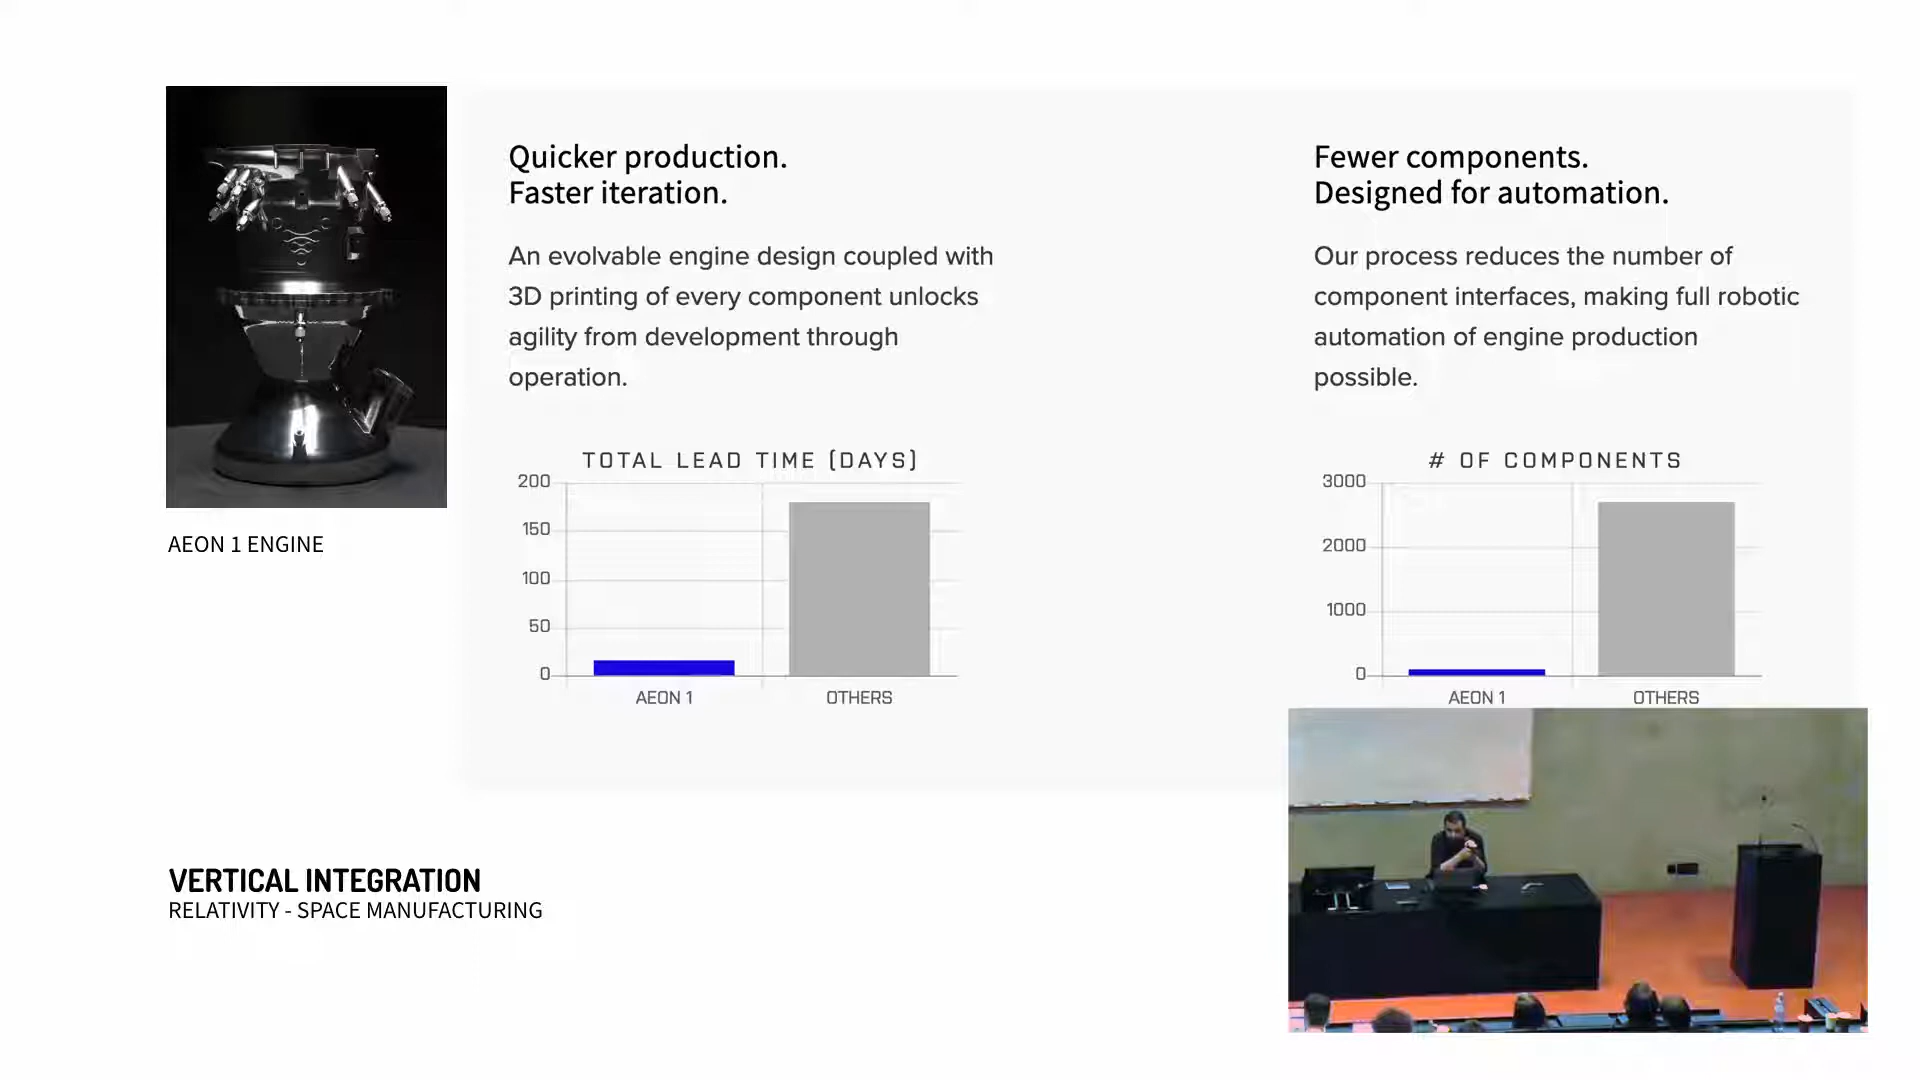 Quicker production.
Faster iteration.
An evolvable engine design coupled with
3D printing of every component unlocks
agility from development through
operation.
TOTAL LEAD TIME (DAYS)
200
150
100
50
0
AEON 1
OTHERS
Fewer components.
Designed for automation.
Our process reduces the number of
component interfaces, making full robotic
automation of engine production
possible.
# OF COMPONENTS
3000
2000
1000
0
AEON 1
OTHERS
AEON 1 ENGINE
VERTICAL INTEGRATION
RELATIVITY - SPACE MANUFACTURING